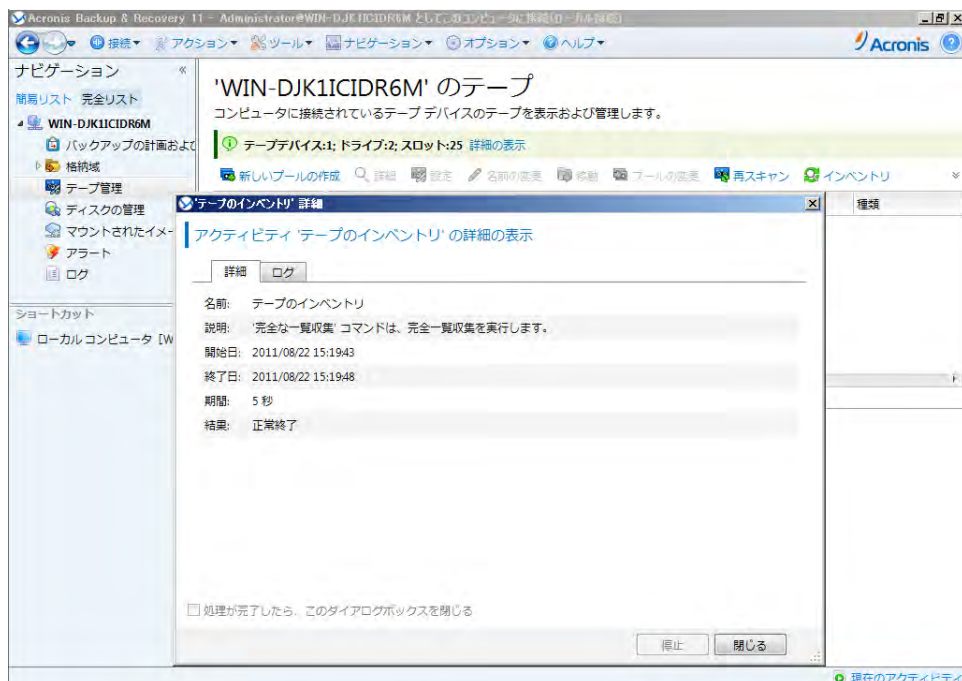 Acronis Backup & Recovery 11 - Administrator@WIN-DJK1ICIDR6M としてこのコンピュータに接続(ローカル接続)
接続 アクション ツール ナビゲーション オプション ヘルプ
Acronis
ナビゲーション
簡易リスト 完全リスト
WIN-DJK1ICIDR6M
バックアップの計画およ
格納域
テープ管理
ディスクの管理
マウントされたイメー
アラート
ログ
ショートカット
ローカル コンピュータ [W
'WIN-DJK1ICIDR6M' のテープ
コンピュータに接続されているテープ デバイスのテープを表示および管理します。
テープデバイス:1; ドライブ:2; スロット:25 詳細の表示
新しいプールの作成 詳細 設定 名前の変更 移動 プールの変更 再スキャン インベントリ
種類
'テープのインベントリ' 詳細
アクティビティ 'テープのインベントリ' の詳細の表示
詳細 ログ
名前: テープのインベントリ
説明: '完全な一覧収集' コマンドは、完全一覧収集を実行します。
開始日: 2011/08/22 15:19:43
終了日: 2011/08/22 15:19:48
期間: 5 秒
結果: 正常終了
処理が完了したら、このダイアログボックスを閉じる
停止 閉じる
現在のアクティビティ